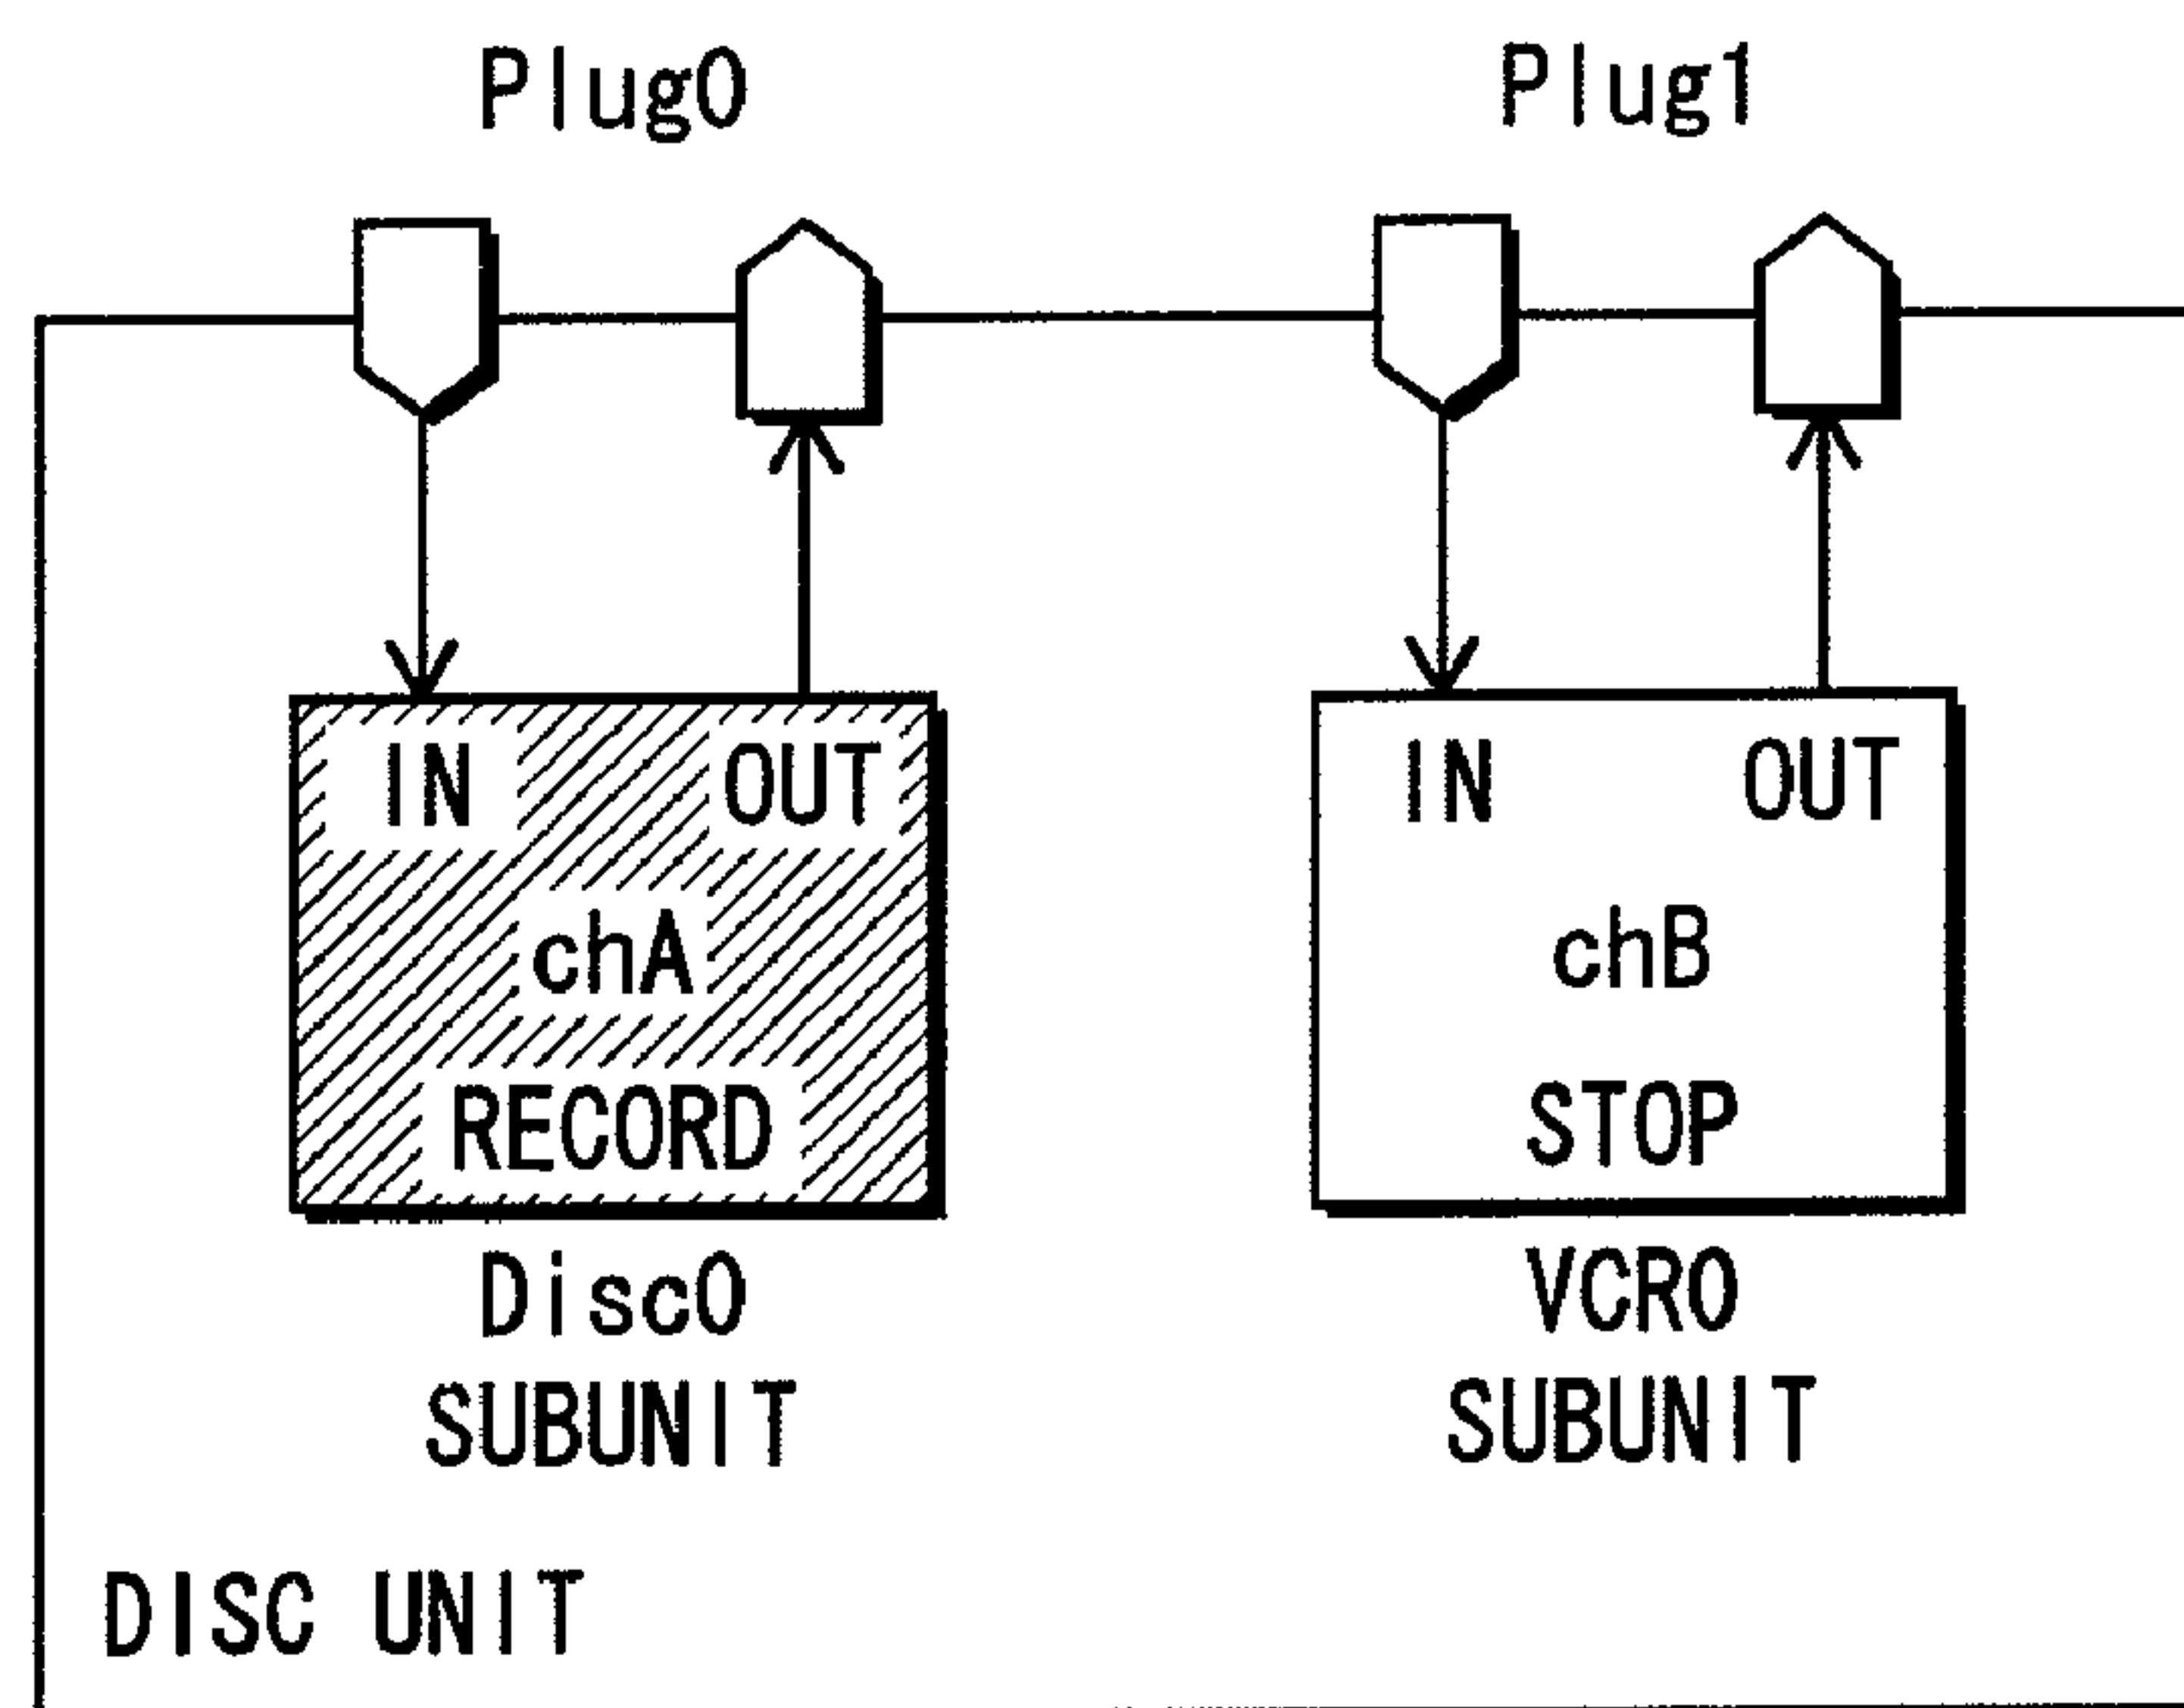 Plug0 Plug1
IN OUT IN OUT
chA chB
RECORD STOP
Disc0 VCR0
SUBUNIT SUBUNIT
DISC UNIT